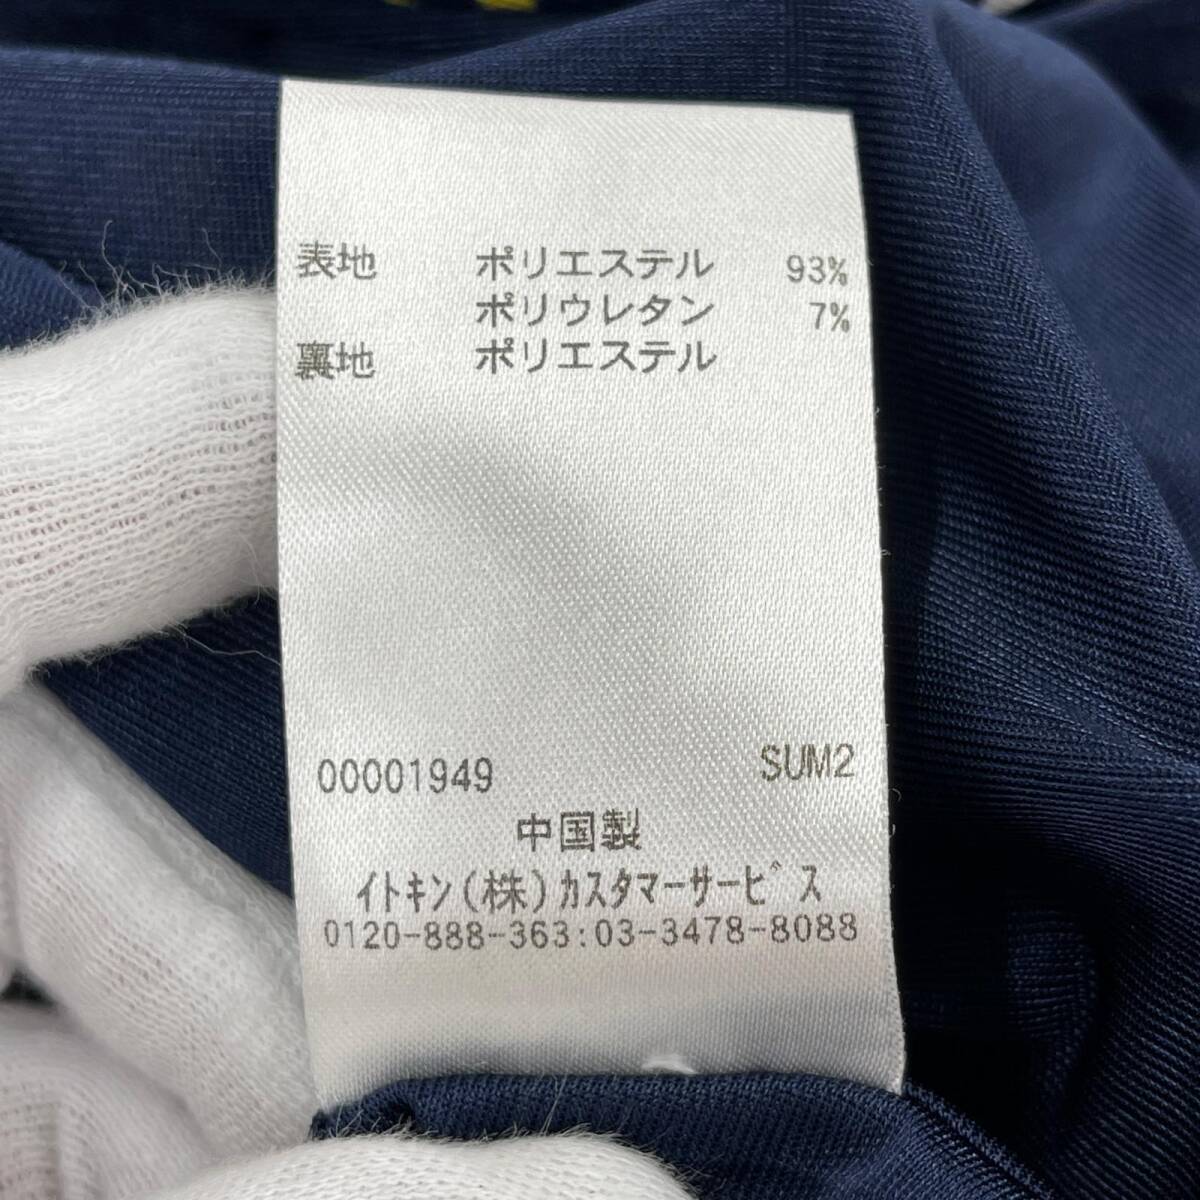 表地 ポリエステル 93%
ポリウレタン 7%
裏地 ポリエステル
00001949 SUM2
中国製
イトキン(株)カスタマーサービス
0120-888-363:03-3478-8088